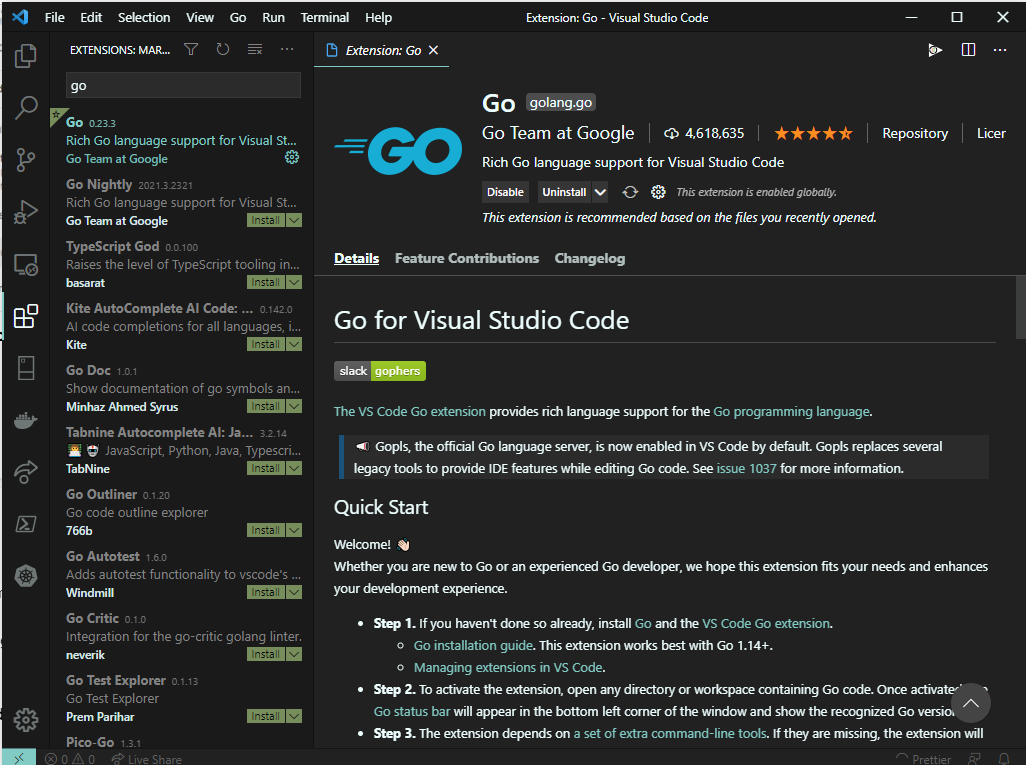 File Edit Selection View Go Run Terminal Help
Extension: Go - Visual Studio Code
EXTENSIONS: MAR...
go
Go 0.23.3
Rich Go language support for Visual St...
Go Team at Google
Go Nightly 2021.3.2321
Rich Go language support for Visual St...
Go Team at Google Install
TypeScript God 0.0.100
Raises the level of TypeScript tooling in...
basarat Install
Kite AutoComplete AI Code: ... 0.142.0
AI code completions for all languages, i...
Kite Install
Go Doc 1.0.1
Show documentation of go symbols an...
Minhaz Ahmed Syrus Install
Tabnine Autocomplete AI: Ja... 3.2.14
JavaScript, Python, Java, Typescri...
TabNine Install
Go Outliner 0.1.20
Go code outline explorer
766b Install
Go Autotest 1.6.0
Adds autotest functionality to vscode's ...
Windmill Install
Go Critic 0.1.0
Integration for the go-critic golang linter.
neverik Install
Go Test Explorer 0.1.13
Go Test Explorer
Prem Parihar Install
Pico-Go 1.3.1
Extension: Go
GO
Go golang.go
Go Team at Google 4,618,635 Repository Licer
Rich Go language support for Visual Studio Code
Disable Uninstall This extension is enabled globally.
This extension is recommended based on the files you recently opened.
Details Feature Contributions Changelog
Go for Visual Studio Code
slack gophers
The VS Code Go extension provides rich language support for the Go programming language.
📣 Gopls, the official Go language server, is now enabled in VS Code by default. Gopls replaces several
legacy tools to provide IDE features while editing Go code. See issue 1037 for more information.
Quick Start
Welcome! 👋🏻
Whether you are new to Go or an experienced Go developer, we hope this extension fits your needs and enhances
your development experience.
• Step 1. If you haven't done so already, install Go and the VS Code Go extension.
◦ Go installation guide. This extension works best with Go 1.14+.
◦ Managing extensions in VS Code.
• Step 2. To activate the extension, open any directory or workspace containing Go code. Once activated
Go status bar will appear in the bottom left corner of the window and show the recognized Go version
• Step 3. The extension depends on a set of extra command-line tools. If they are missing, the extension will
0 0 Live Share Prettier